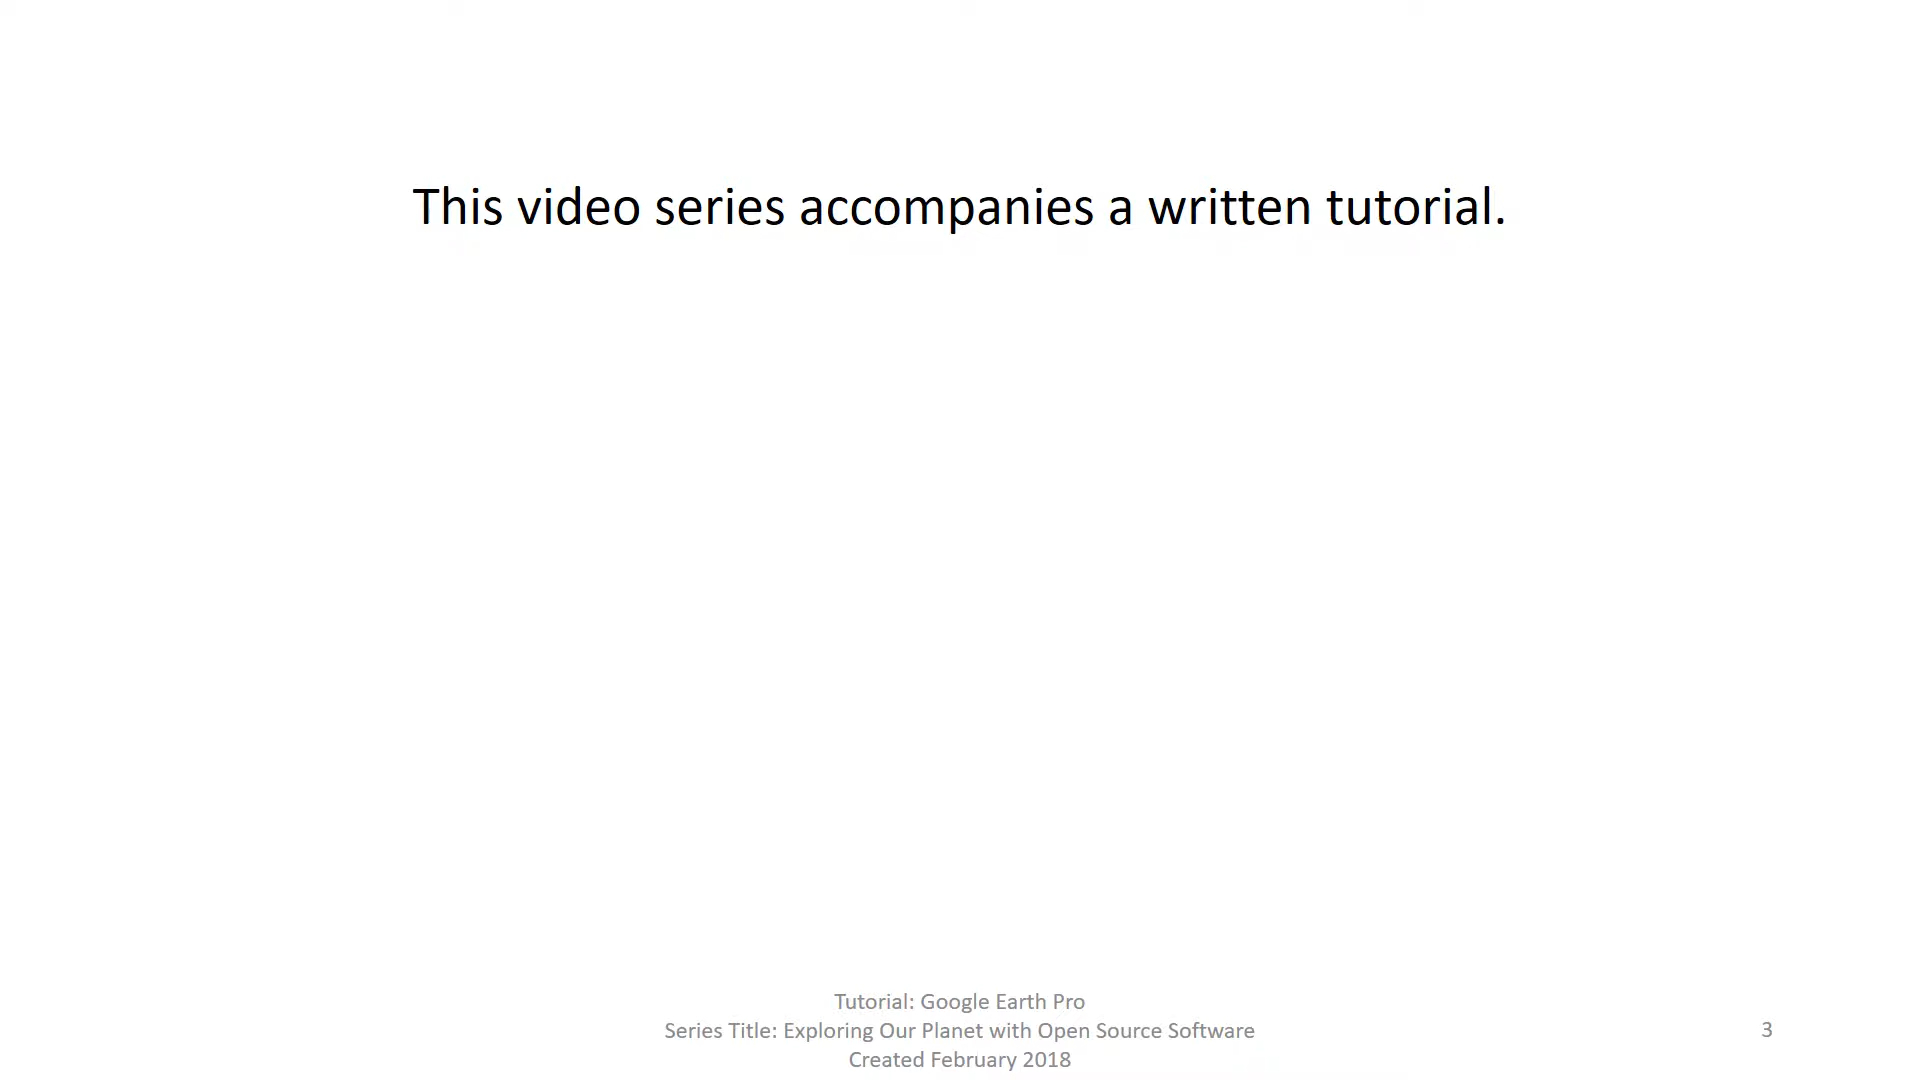 This video series accompanies a written tutorial.
Tutorial: Google Earth Pro
Series Title: Exploring Our Planet with Open Source Software
Created February 2018
3